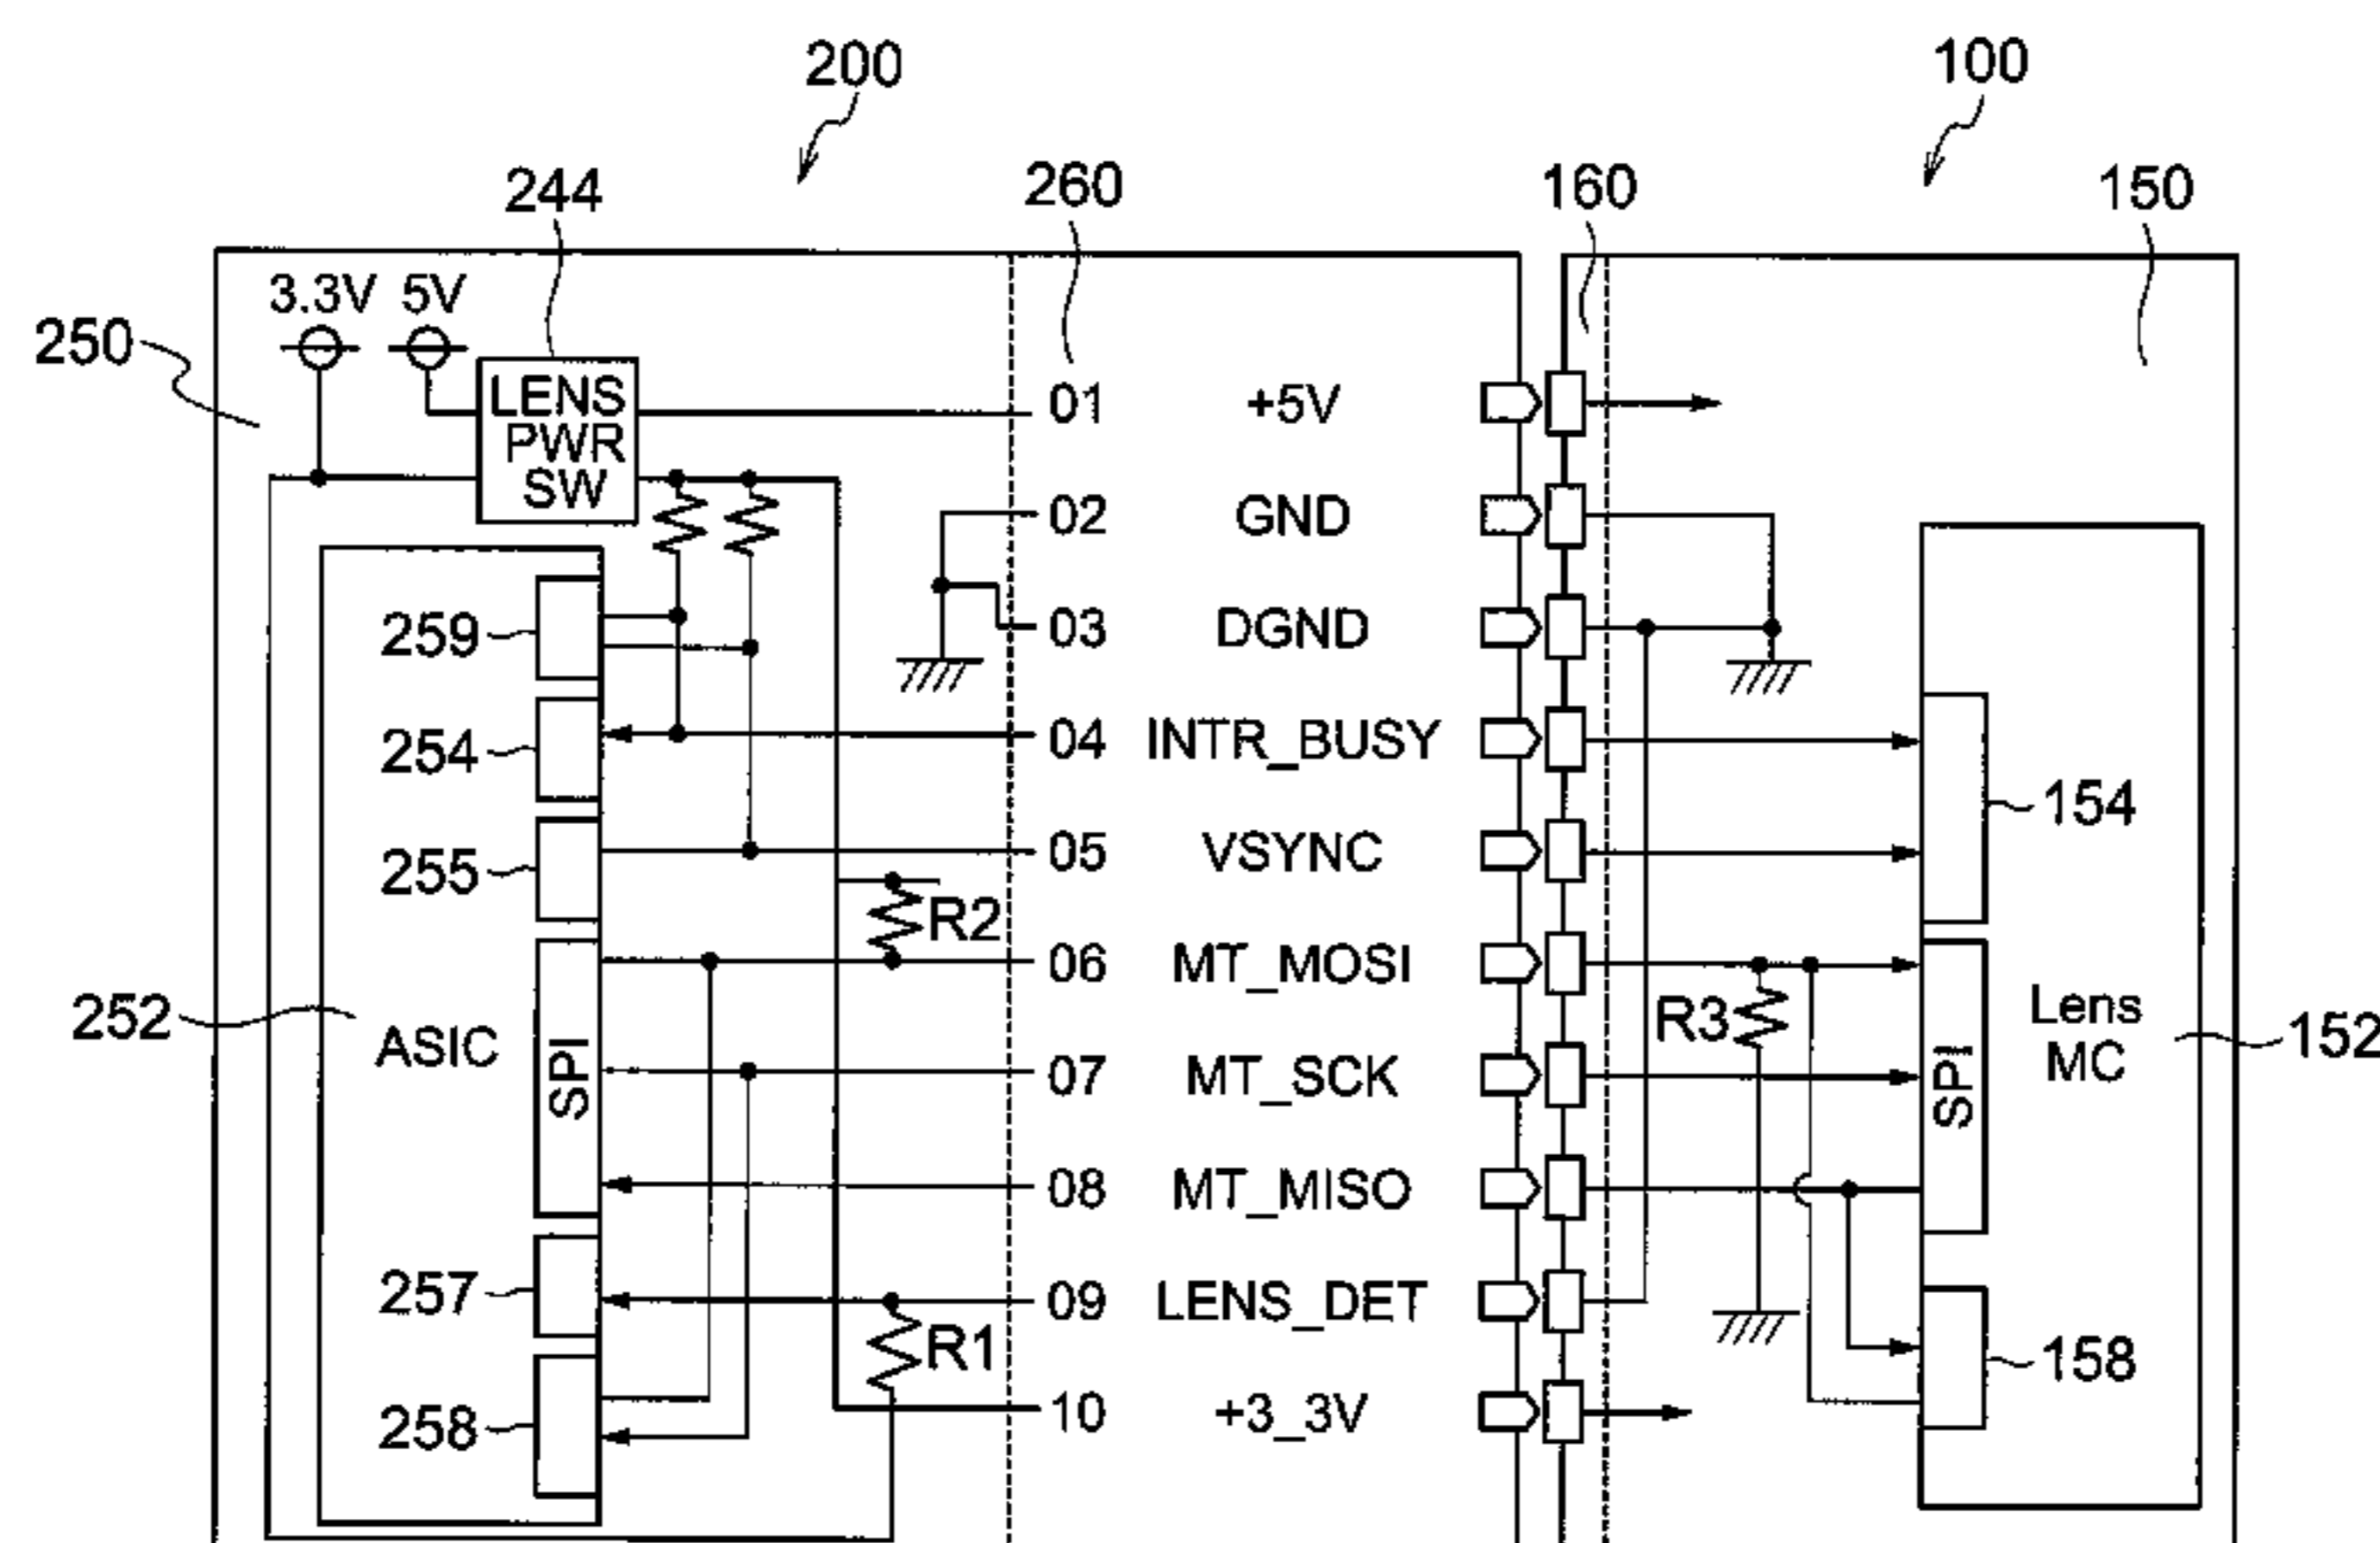 200
100
244
260
160
150
3.3V 5V
250
LENS
PWR
SW
01 +5V
02 GND
03 DGND
259
04 INTR_BUSY
254
154
05 VSYNC
255
R2
06 MT_MOSI
R3
252
ASIC
SPI
Lens
MC
SPI
152
07 MT_SCK
08 MT_MISO
257
09 LENS_DET
R1
158
258
10 +3_3V